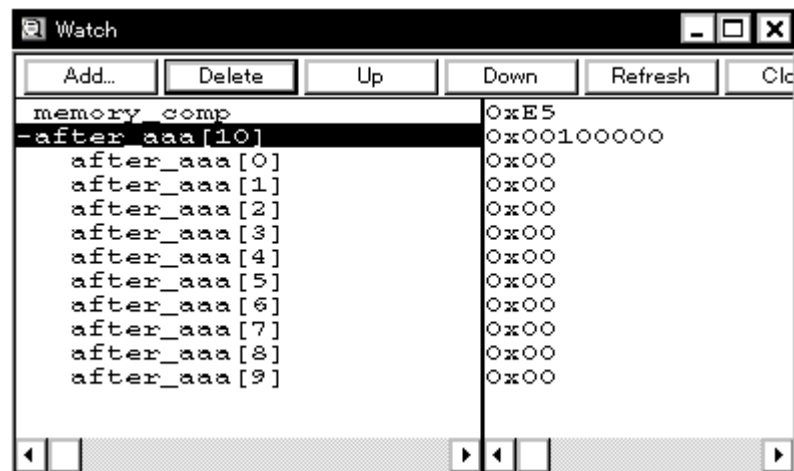 Watch
Add... Delete Up Down Refresh Clo
memory_comp 0xE5
-after_aaa[10] 0x00100000
after_aaa[0] 0x00
after_aaa[1] 0x00
after_aaa[2] 0x00
after_aaa[3] 0x00
after_aaa[4] 0x00
after_aaa[5] 0x00
after_aaa[6] 0x00
after_aaa[7] 0x00
after_aaa[8] 0x00
after_aaa[9] 0x00